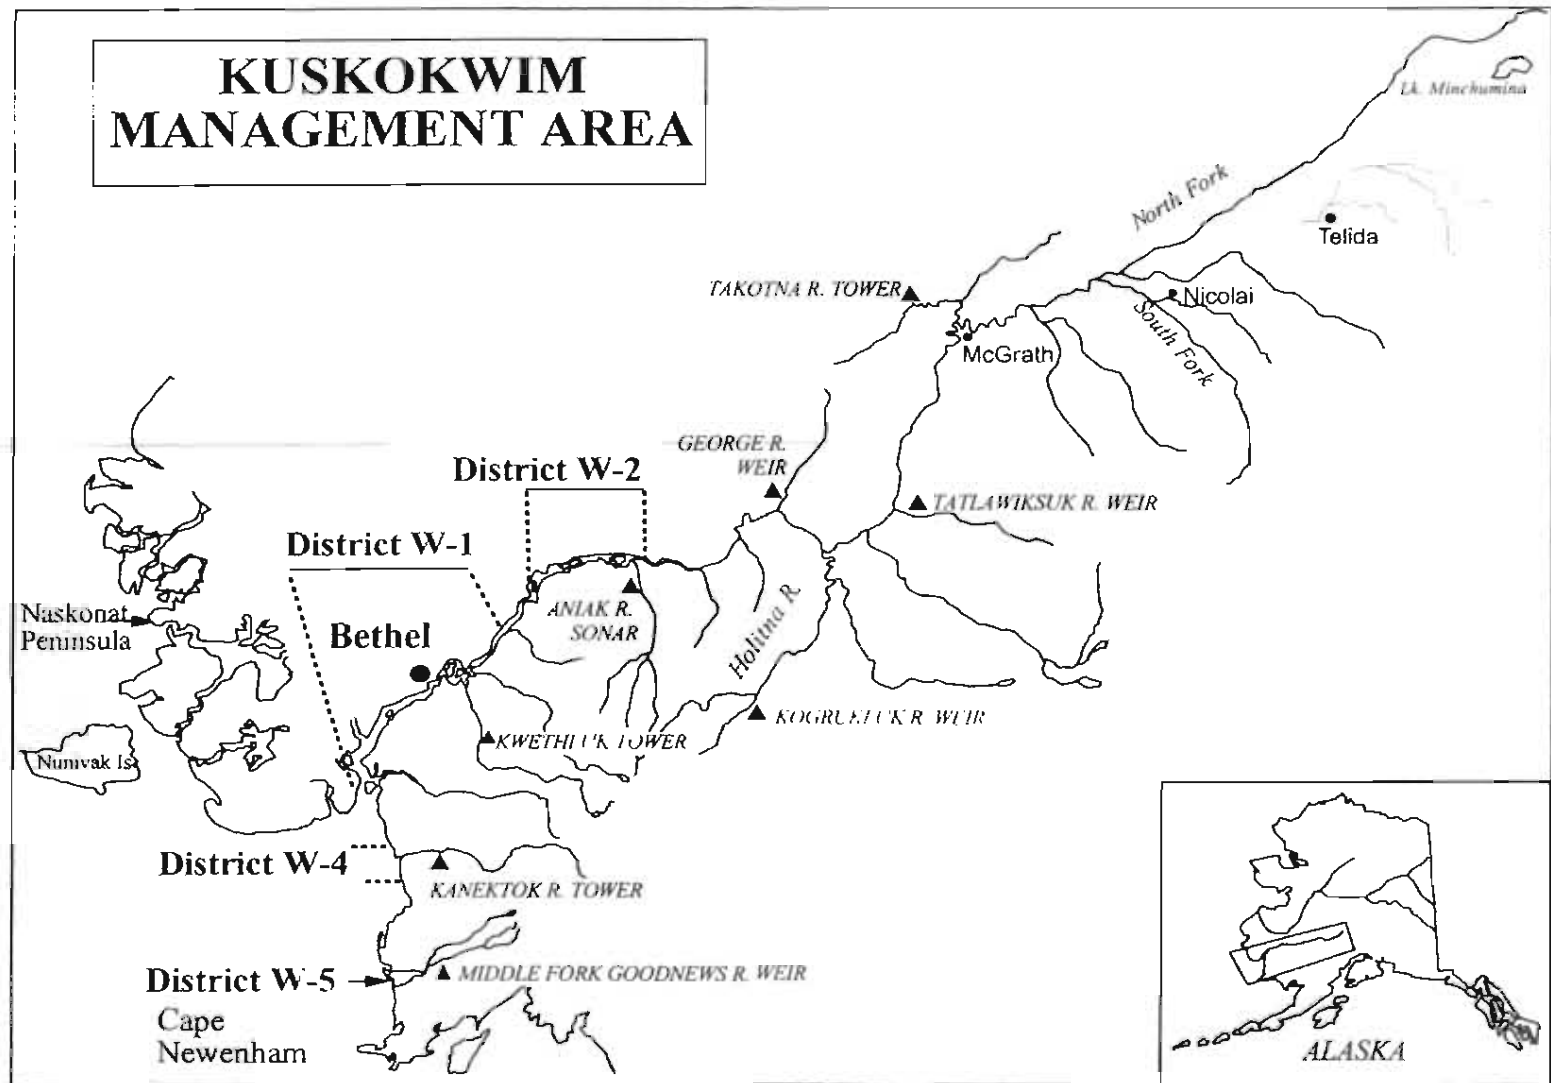 KUSKOKWIM
MANAGEMENT AREA
Lk. Minchumina
North Fork
Telida
TAKOTNA R. TOWER
Nicolai
South Fork
McGrath
GEORGE R.
WEIR
District W-2
TATLAWIKSUK R. WEIR
District W-1
ANIAK R.
SONAR
Holitna R.
Naskonat
Peninsula
Bethel
KOGRUKLUK R. WEIR
KWETHLUK TOWER
Nunivak Is
District W-4
KANEKTOK R. TOWER
District W-5
MIDDLE FORK GOODNEWS R. WEIR
Cape
Newenham
ALASKA